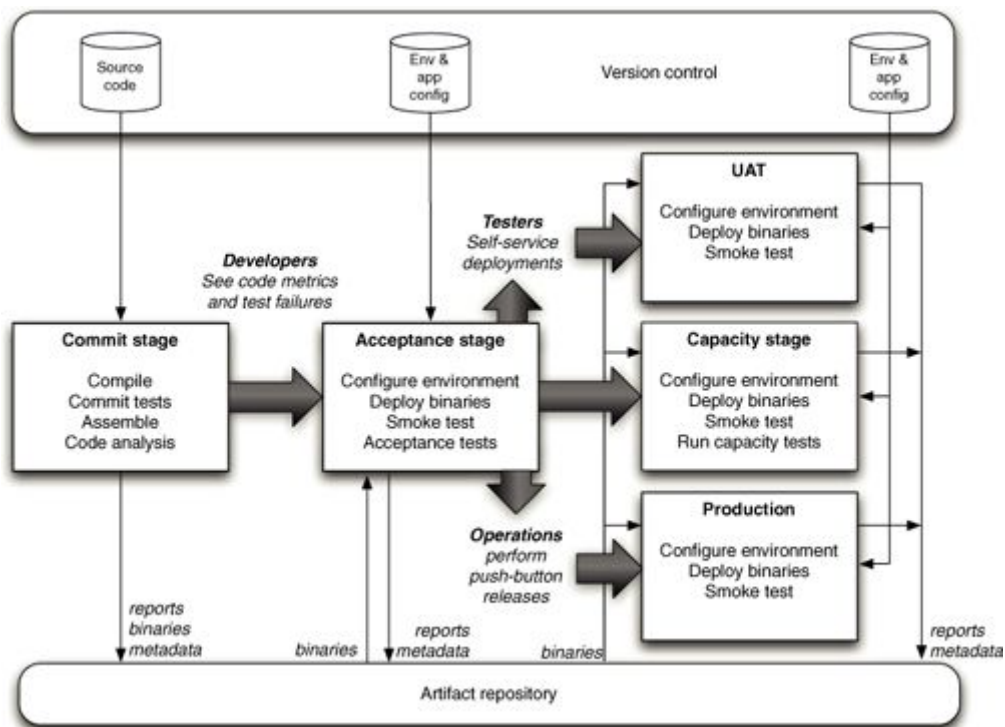 Source
code
Env &
app
config
Version control
Env &
app
config
Developers
See code metrics
and test failures
Testers
Self-service
deployments
UAT
Configure environment
Deploy binaries
Smoke test
Commit stage
Compile
Commit tests
Assemble
Code analysis
Acceptance stage
Configure environment
Deploy binaries
Smoke test
Acceptance tests
Capacity stage
Configure environment
Deploy binaries
Smoke test
Run capacity tests
Operations
perform
push-button
releases
Production
Configure environment
Deploy binaries
Smoke test
reports
binaries
metadata
binaries
reports
metadata
binaries
reports
metadata
Artifact repository